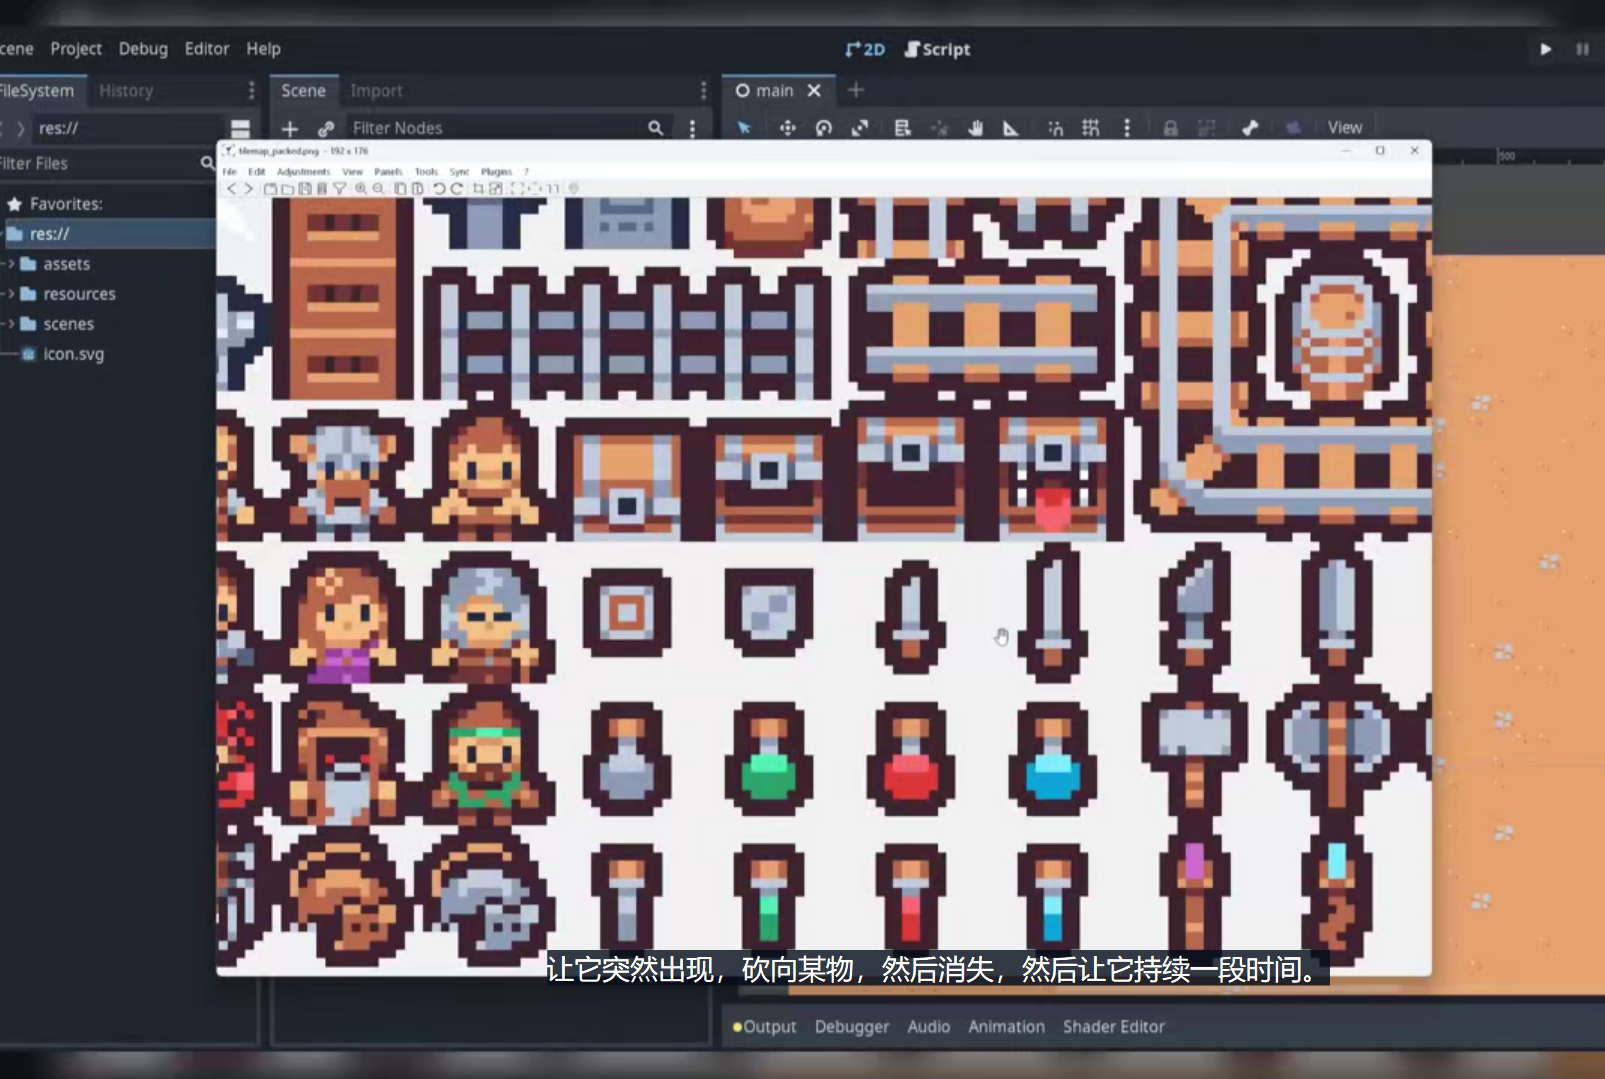 cene Project Debug Editor Help
2D Script
FileSystem History
Scene Import
main
res://
Filter Nodes
View
Filter Files
500
tilemap_packed.png - 192 x 176
File Edit Adjustments View Panels Tools Sync Plugins ?
Favorites:
res://
assets
resources
scenes
icon.svg
让它突然出现，砍向某物，然后消失，然后让它持续一段时间。
Output Debugger Audio Animation Shader Editor